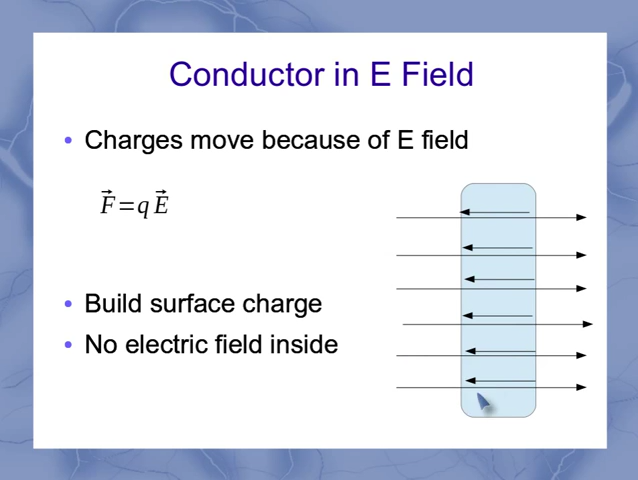 Conductor in E Field
• Charges move because of E field
F⃗=q E⃗
• Build surface charge
• No electric field inside